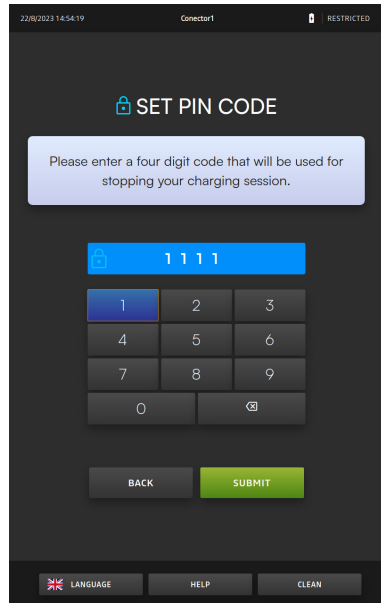 22/8/2023 14:54:19 Conector1 RESTRICTED
SET PIN CODE
Please enter a four digit code that will be used for
stopping your charging session.
1 1 1 1
1 2 3
4 5 6
7 8 9
0
BACK SUBMIT
LANGUAGE HELP CLEAN